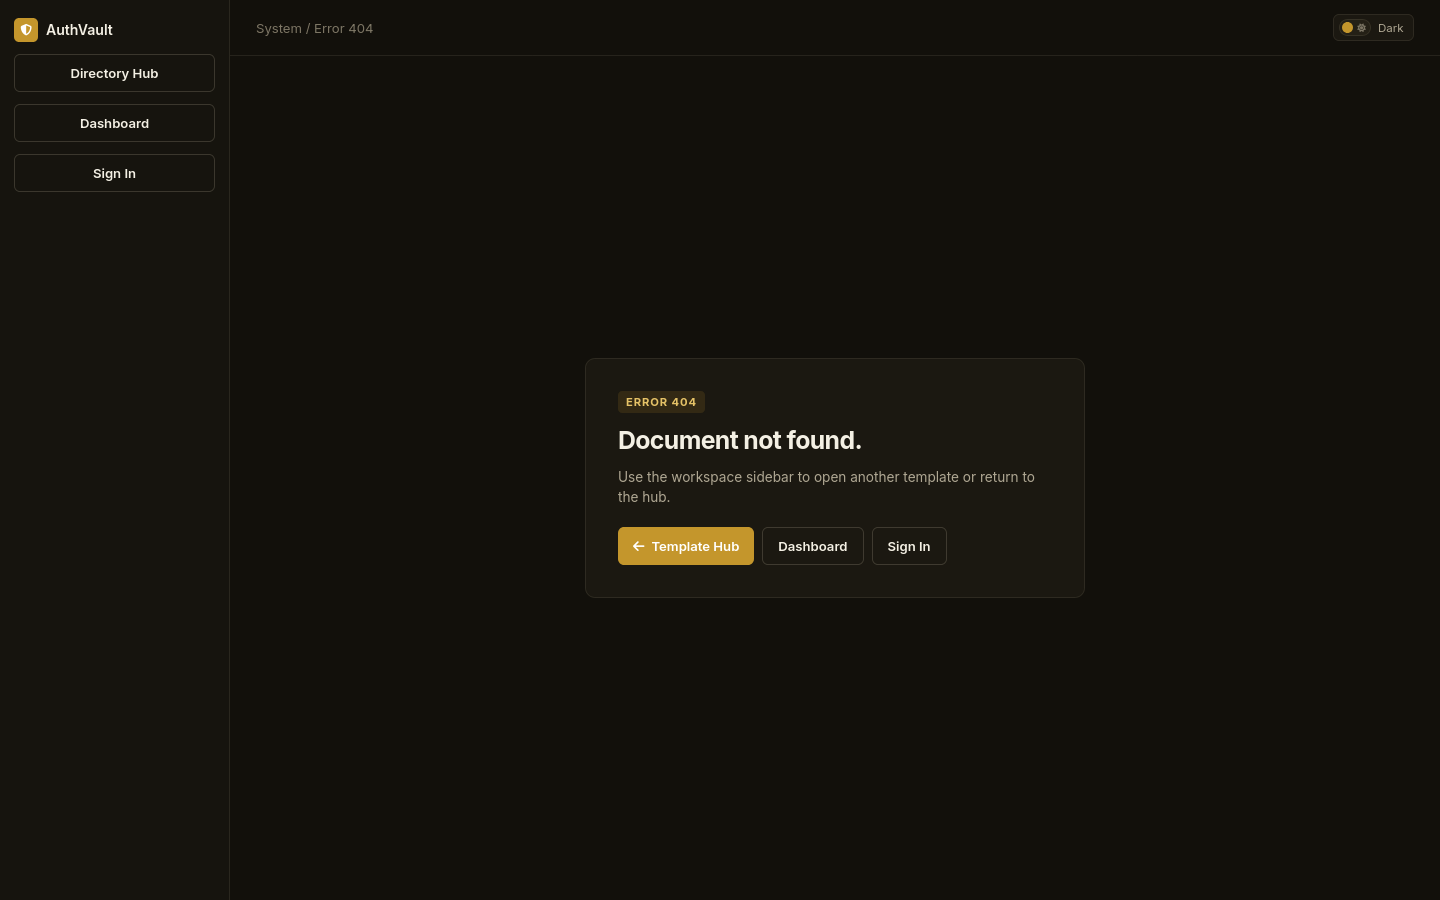 AuthVault
Directory Hub
Dashboard
Sign In
System / Error 404
Dark
ERROR 404
Document not found.
Use the workspace sidebar to open another template or return to
the hub.
Template Hub
Dashboard
Sign In